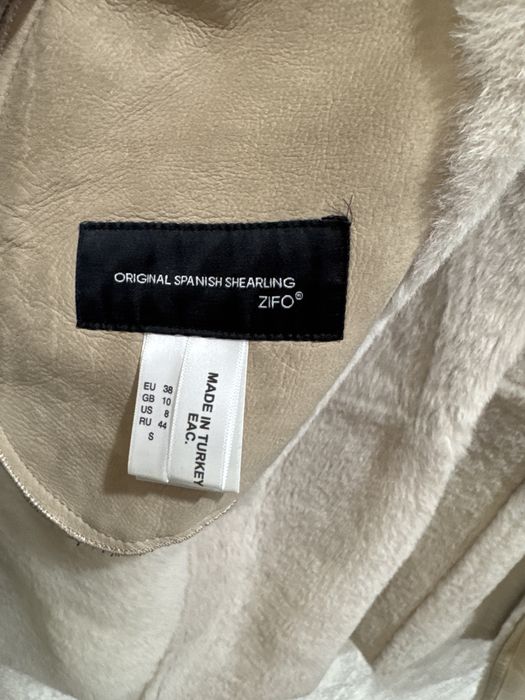 ORIGINAL SPANISH SHEARLING
ZIFO®
EU 38
GB 10
US 8
RU 44
S
MADE IN TURKEY
EAC.